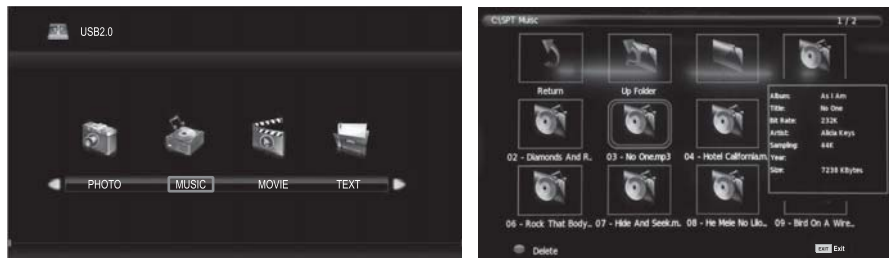 USB2.0
PHOTO MUSIC MOVIE TEXT
C:\SPT Muisc 1 / 2
Return Up Folder
Album: As I Am
Title: No One
Bit Rate: 232K
Artist: Alicia Keys
Sampling: 44K
Year:
Size: 7238 KBytes
02 - Diamonds And R.. 03 - No One.mp3 04 - Hotel California.m
06 - Rock That Body.. 07 - Hide And Seek.m.. 08 - He Mele No Lilo.. 09 - Bird On A Wire..
Delete EXIT Exit